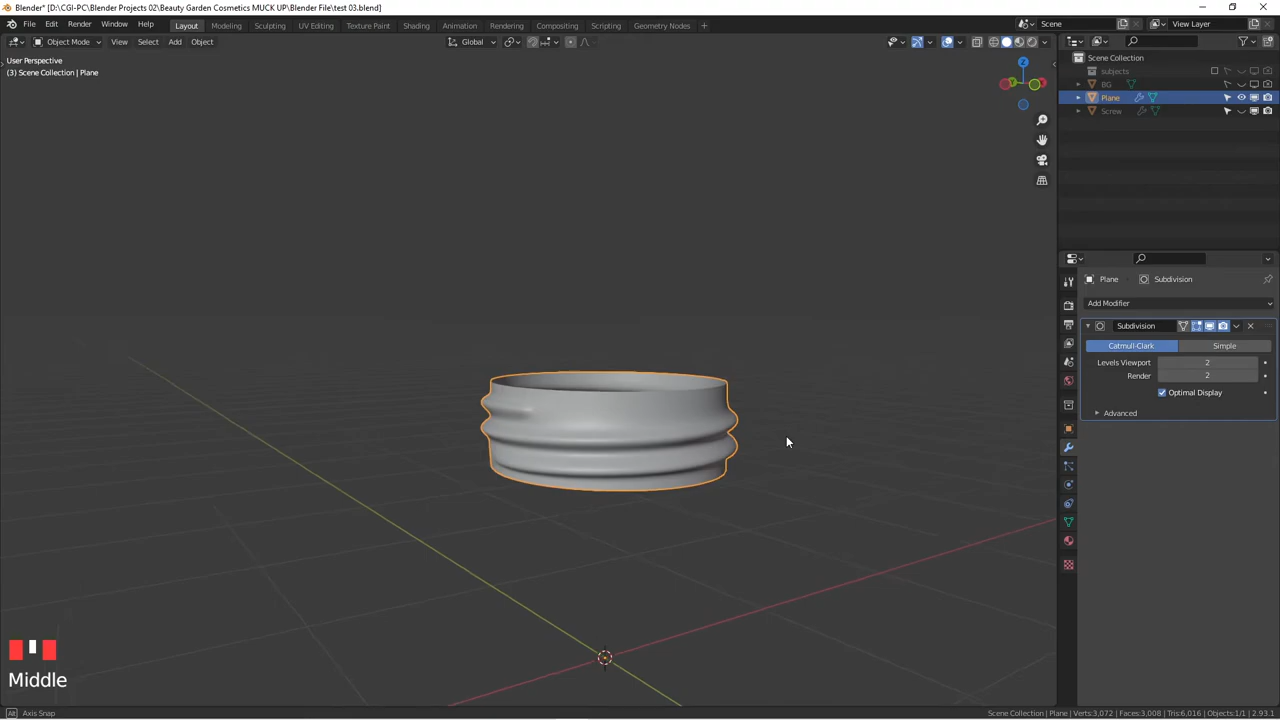 Blender* [D:\CGI-PC\Blender Projects 02\Beauty Garden Cosmetics MUCK UP\Blender File\test 03.blend]
File Edit Render Window Help Layout Modeling Sculpting UV Editing Texture Paint Shading Animation Rendering Compositing Geometry Nodes + Scene View Layer
Object Mode View Select Add Object Global
User Perspective
(3) Scene Collection | Plane
Scene Collection
subjects
BG
Plane
Screw
Z
Y
Plane Subdivision
Add Modifier
Subdivision
Catmull-Clark Simple
Levels Viewport 2
Render 2
Optimal Display
Advanced
Middle
Alt Axis Snap
Scene Collection | Plane | Verts:3,072 | Faces:3,008 | Tris:6,016 | Objects:1/1 | 2.93.1